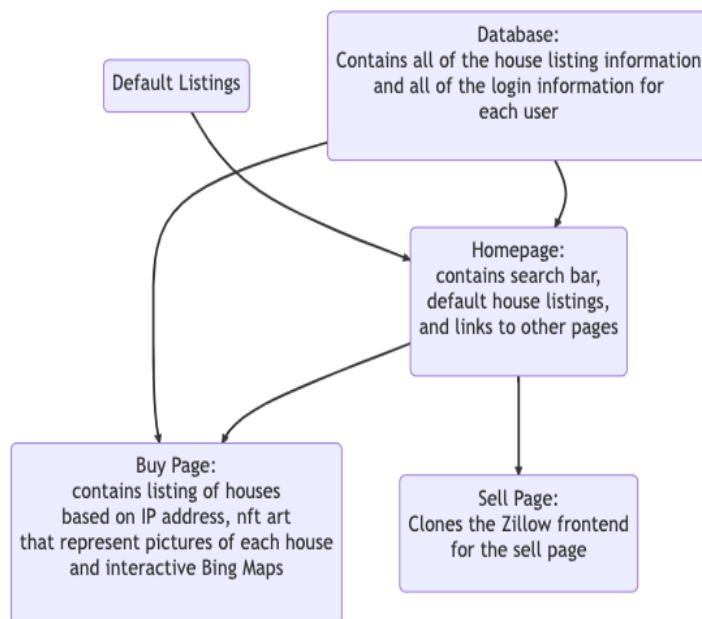 Database:
Contains all of the house listing information
and all of the login information for
each user
Default Listings
Homepage:
contains search bar,
default house listings,
and links to other pages
Buy Page:
contains listing of houses
based on IP address, nft art
that represent pictures of each house
and interactive Bing Maps
Sell Page:
Clones the Zillow frontend
for the sell page